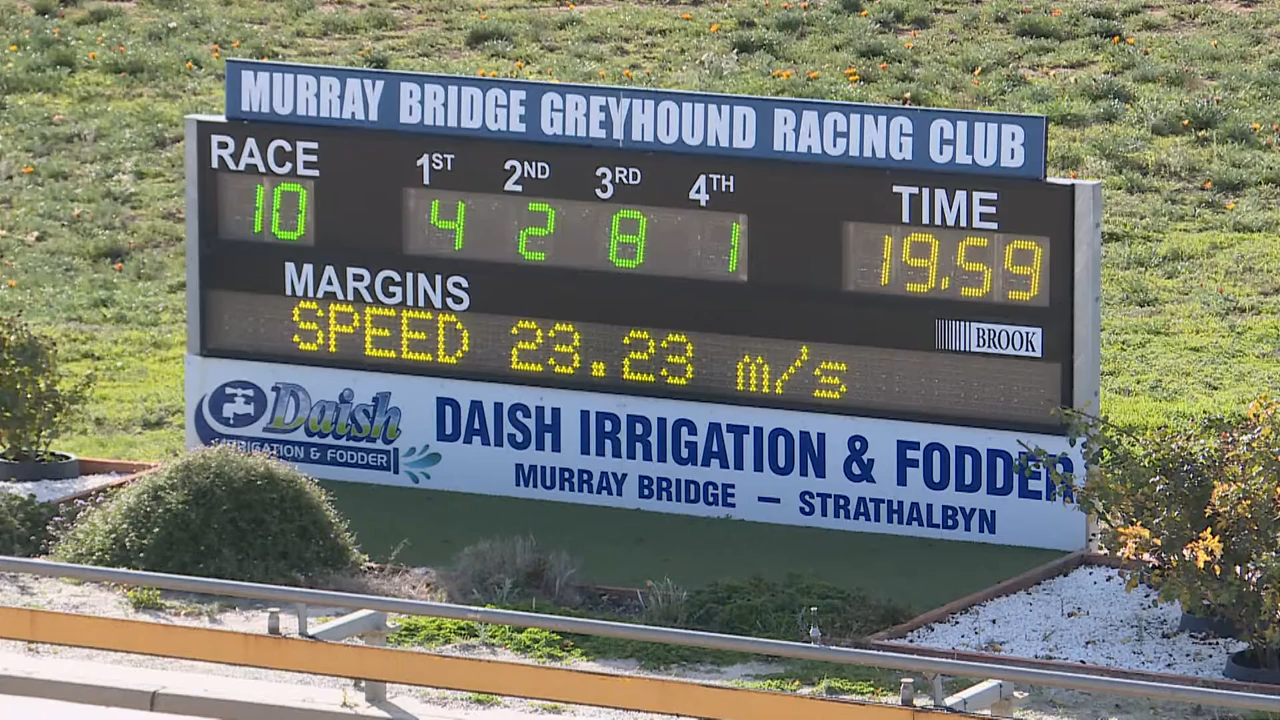 MURRAY BRIDGE GREYHOUND RACING CLUB
RACE 1ST 2ND 3RD 4TH TIME
10 4 2 8 1 19.59
MARGINS
SPEED 23.23 m/s
BROOK
Daish
IRRIGATION & FODDER
DAISH IRRIGATION & FODDER
MURRAY BRIDGE – STRATHALBYN